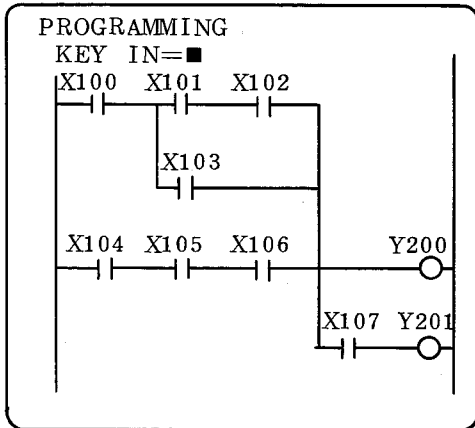 PROGRAMMING
KEY IN=■
X100 X101 X102
X103
X104 X105 X106 Y200
X107 Y201